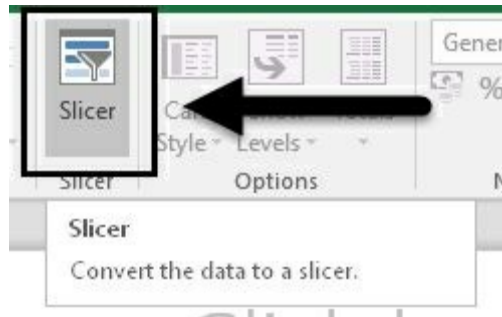 Gener
%
Slicer
Style Levels
Slicer Options
Slicer
Convert the data to a slicer.